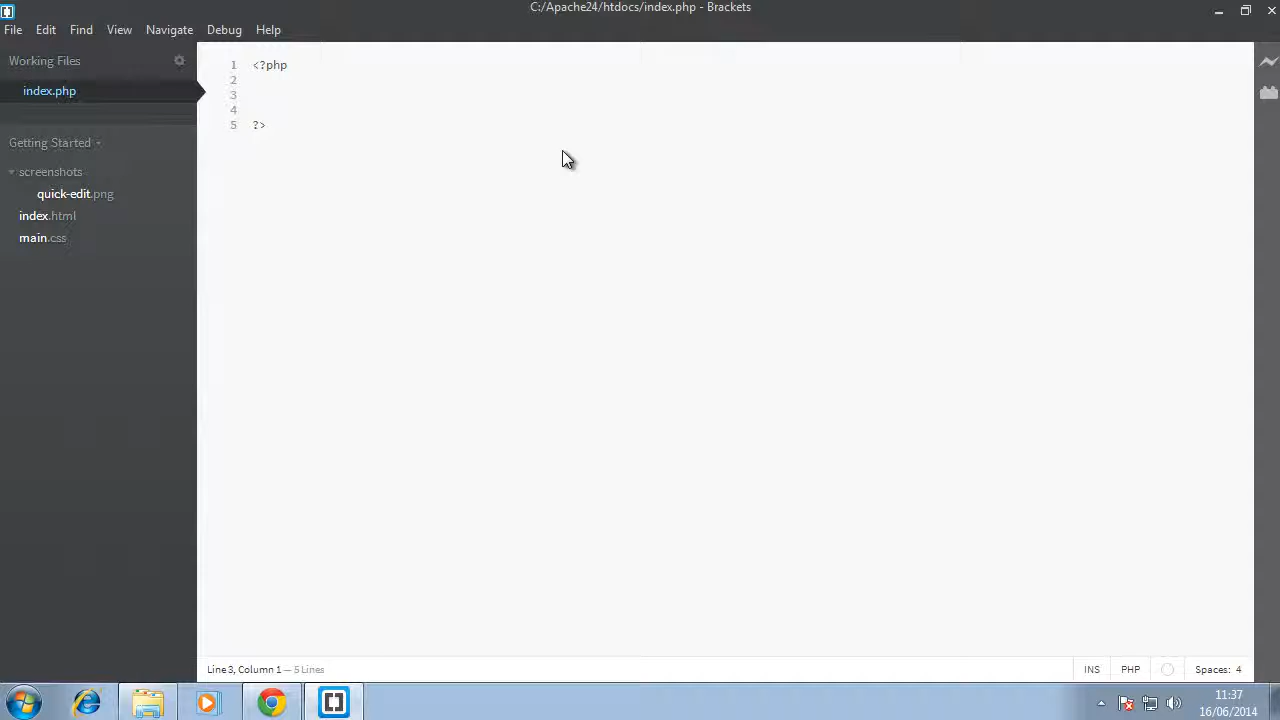 C:/Apache24/htdocs/index.php - Brackets
File Edit Find View Navigate Debug Help
Working Files
index.php
Getting Started
screenshots
quick-edit.png
index.html
main.css
1 <?php
2
3
4
5 ?>
Line 3, Column 1 — 5 Lines
INS PHP Spaces: 4
11:37
16/06/2014